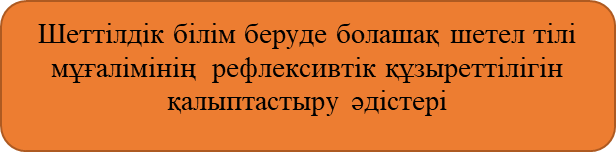 Шеттілдік білім беруде болашақ шетел тілі
мұғалімінің рефлексивтік құзыреттілігін
қалыптастыру әдістері